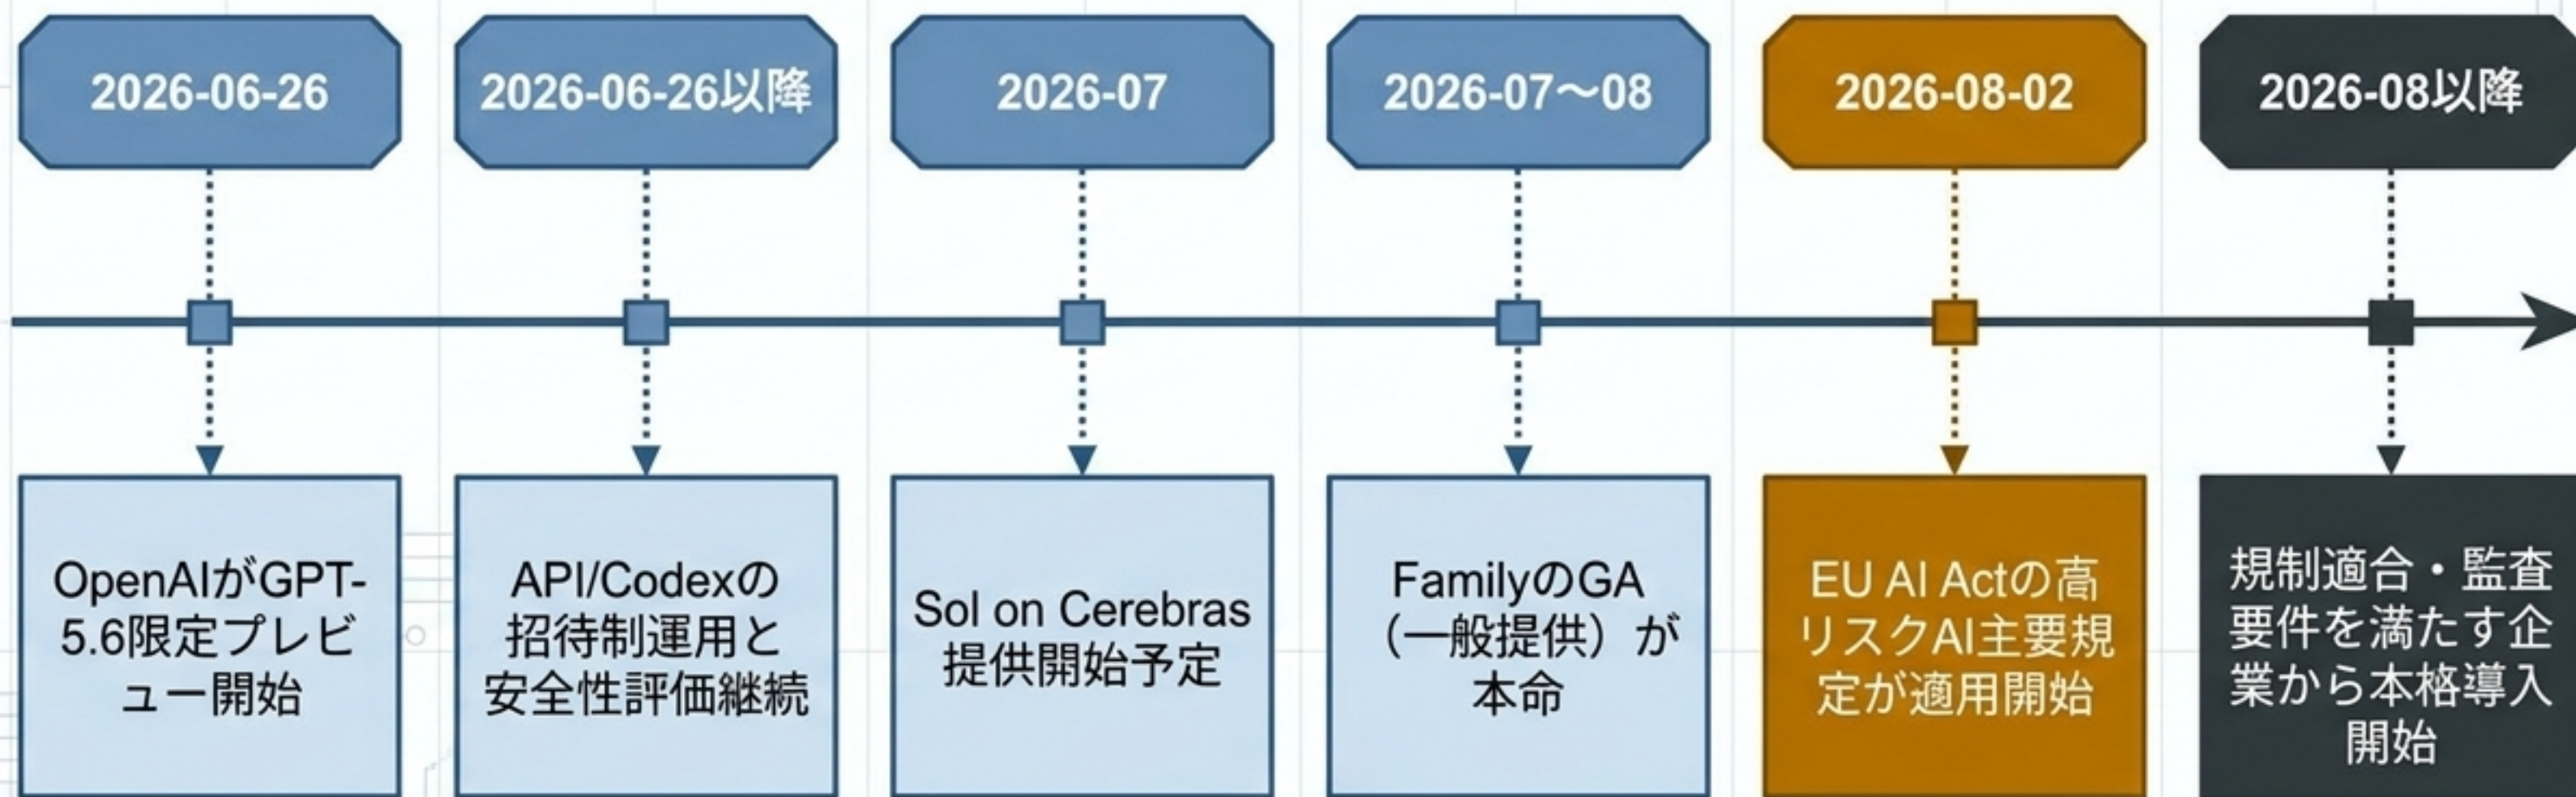 2026-06-26
2026-06-26以降
2026-07
2026-07〜08
2026-08-02
2026-08以降
OpenAIがGPT-
5.6限定プレビ
ュー開始
API/Codexの
招待制運用と
安全性評価継続
Sol on Cerebras
提供開始予定
FamilyのGA
（一般提供）が
本命
EU AI Actの高
リスクAI主要規
定が適用開始
規制適合・監査
要件を満たす企
業から本格導入
開始